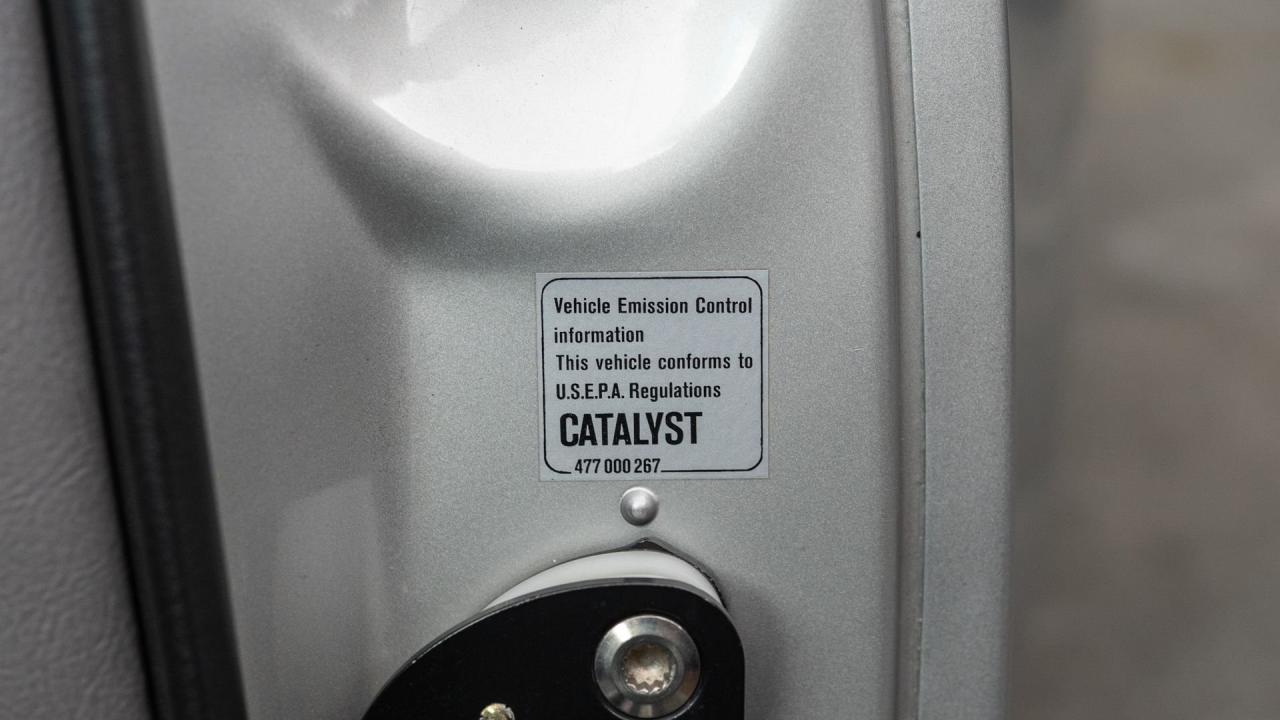 Vehicle Emission Control
information
This vehicle conforms to
U.S.E.P.A. Regulations
CATALYST
477 000 267